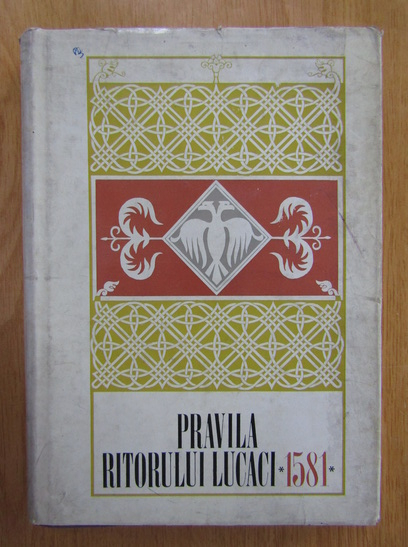 PRAVILA
RITORULUI LUCACI *1581*